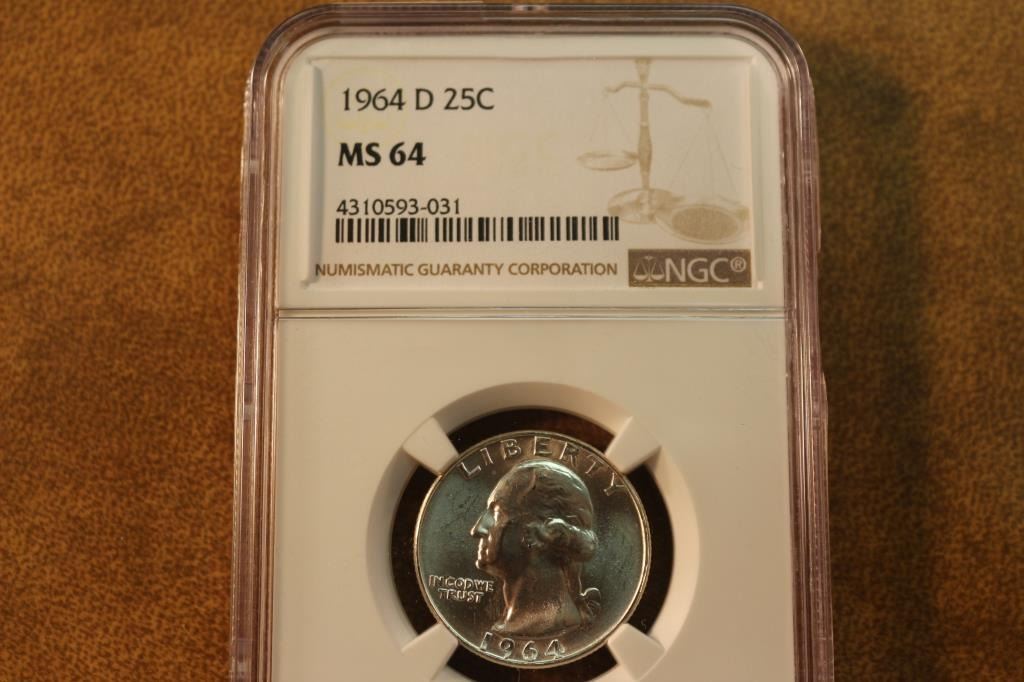 1964 D 25C
MS 64
4310593-031
NUMISMATIC GUARANTY CORPORATION
NGC®
LIBERTY
IN GOD WE
TRUST
1964